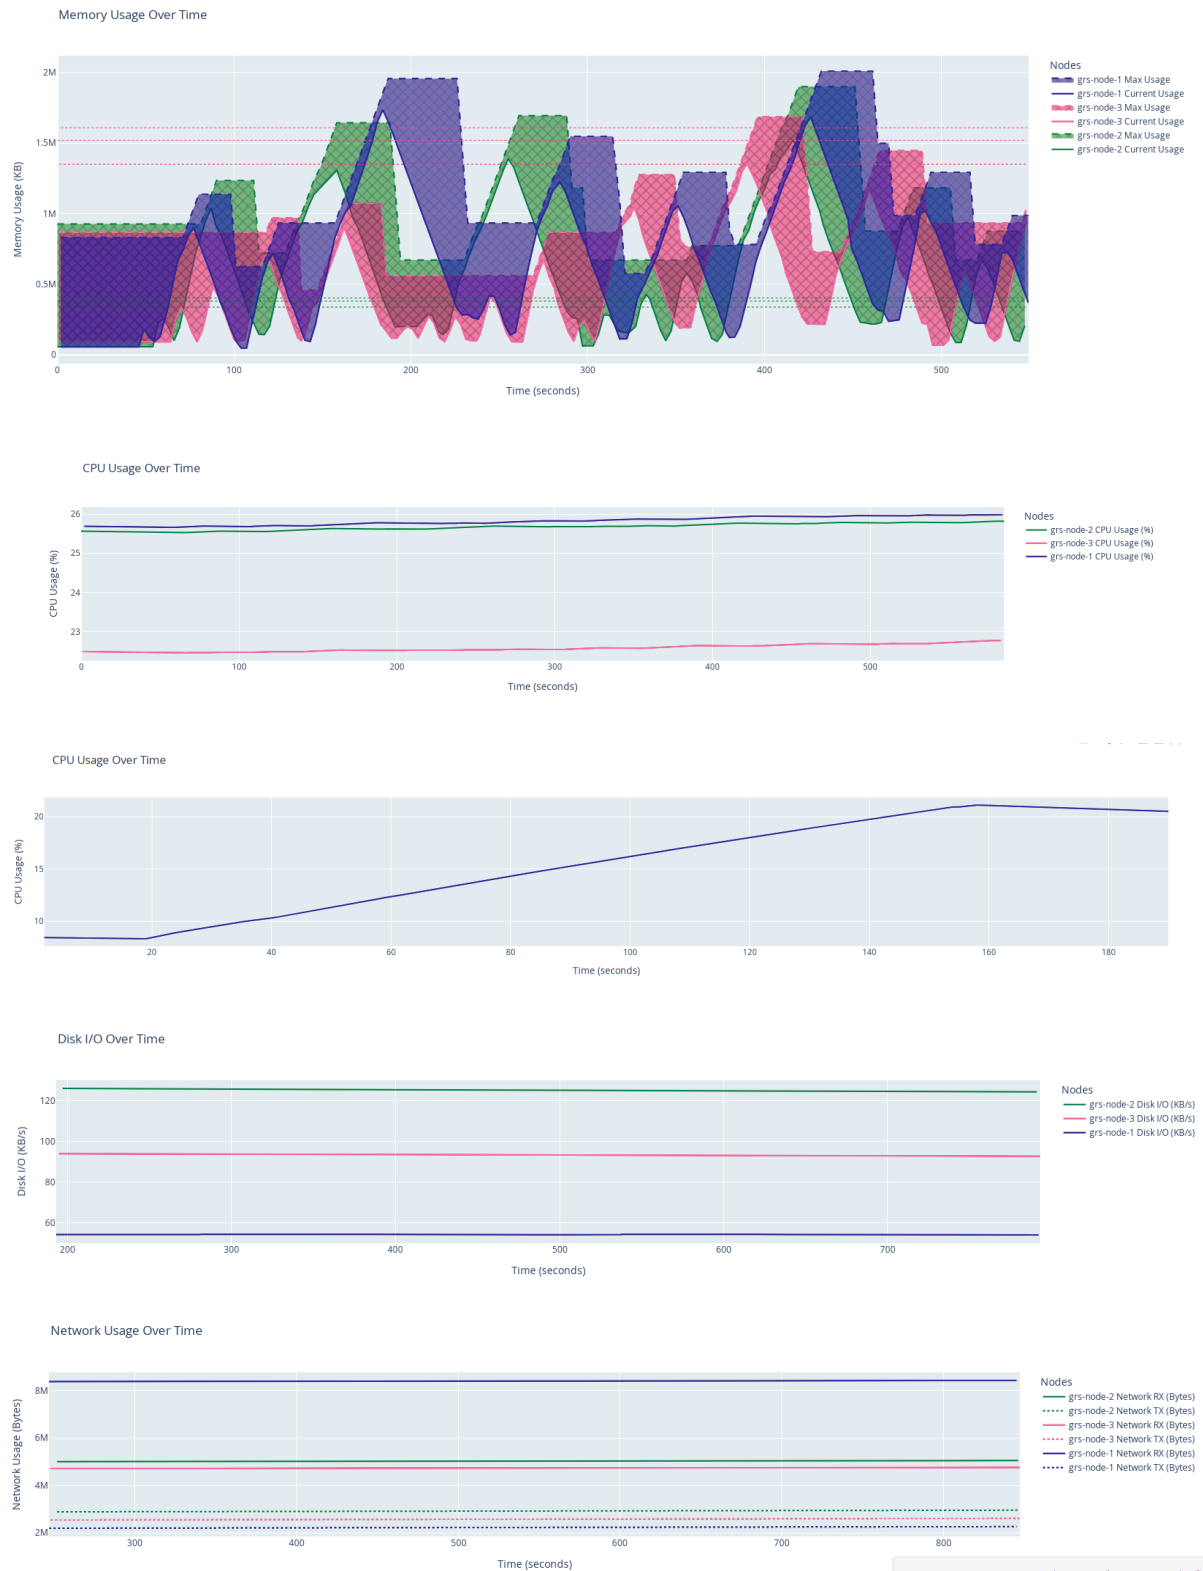 Memory Usage Over Time
Nodes
grs-node-1 Max Usage
grs-node-1 Current Usage
grs-node-3 Max Usage
grs-node-3 Current Usage
grs-node-2 Max Usage
grs-node-2 Current Usage
Memory Usage (KB)
2M
1.5M
1M
0.5M
0
0 100 200 300 400 500
Time (seconds)
CPU Usage Over Time
Nodes
grs-node-2 CPU Usage (%)
grs-node-3 CPU Usage (%)
grs-node-1 CPU Usage (%)
CPU Usage (%)
26
25
24
23
0 100 200 300 400 500
Time (seconds)
CPU Usage Over Time
CPU Usage (%)
20
15
10
20 40 60 80 100 120 140 160 180
Time (seconds)
Disk I/O Over Time
Nodes
grs-node-2 Disk I/O (KB/s)
grs-node-3 Disk I/O (KB/s)
grs-node-1 Disk I/O (KB/s)
Disk I/O (KB/s)
120
100
80
60
200 300 400 500 600 700
Time (seconds)
Network Usage Over Time
Nodes
grs-node-2 Network RX (Bytes)
grs-node-2 Network TX (Bytes)
grs-node-3 Network RX (Bytes)
grs-node-3 Network TX (Bytes)
grs-node-1 Network RX (Bytes)
grs-node-1 Network TX (Bytes)
Network Usage (Bytes)
8M
6M
4M
2M
300 400 500 600 700 800
Time (seconds)